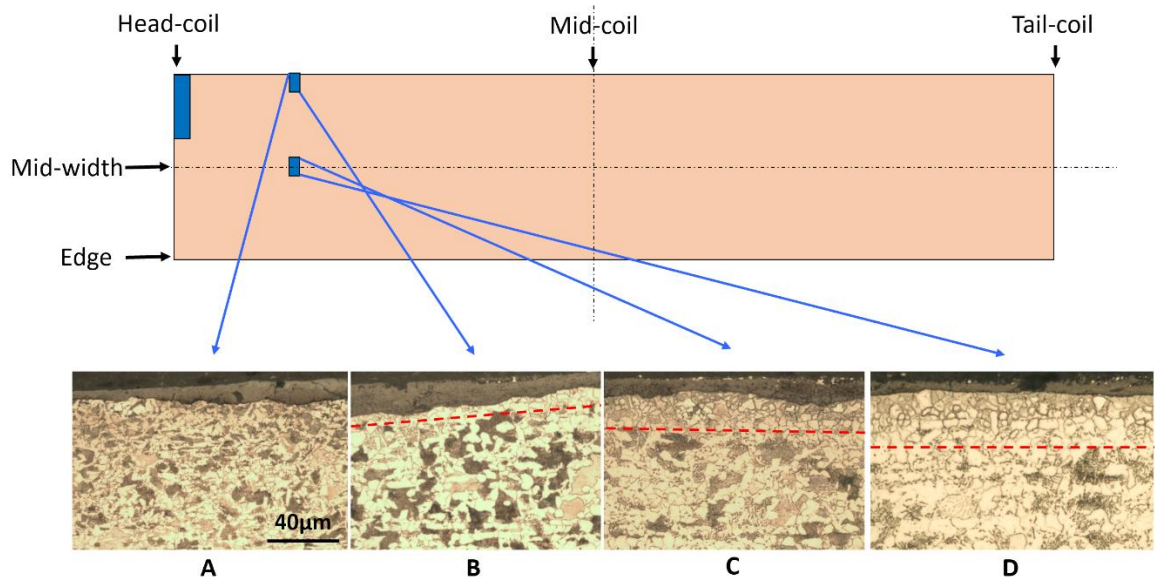 Head-coil
Mid-coil
Tail-coil
Mid-width
Edge
40μm
A
B
C
D